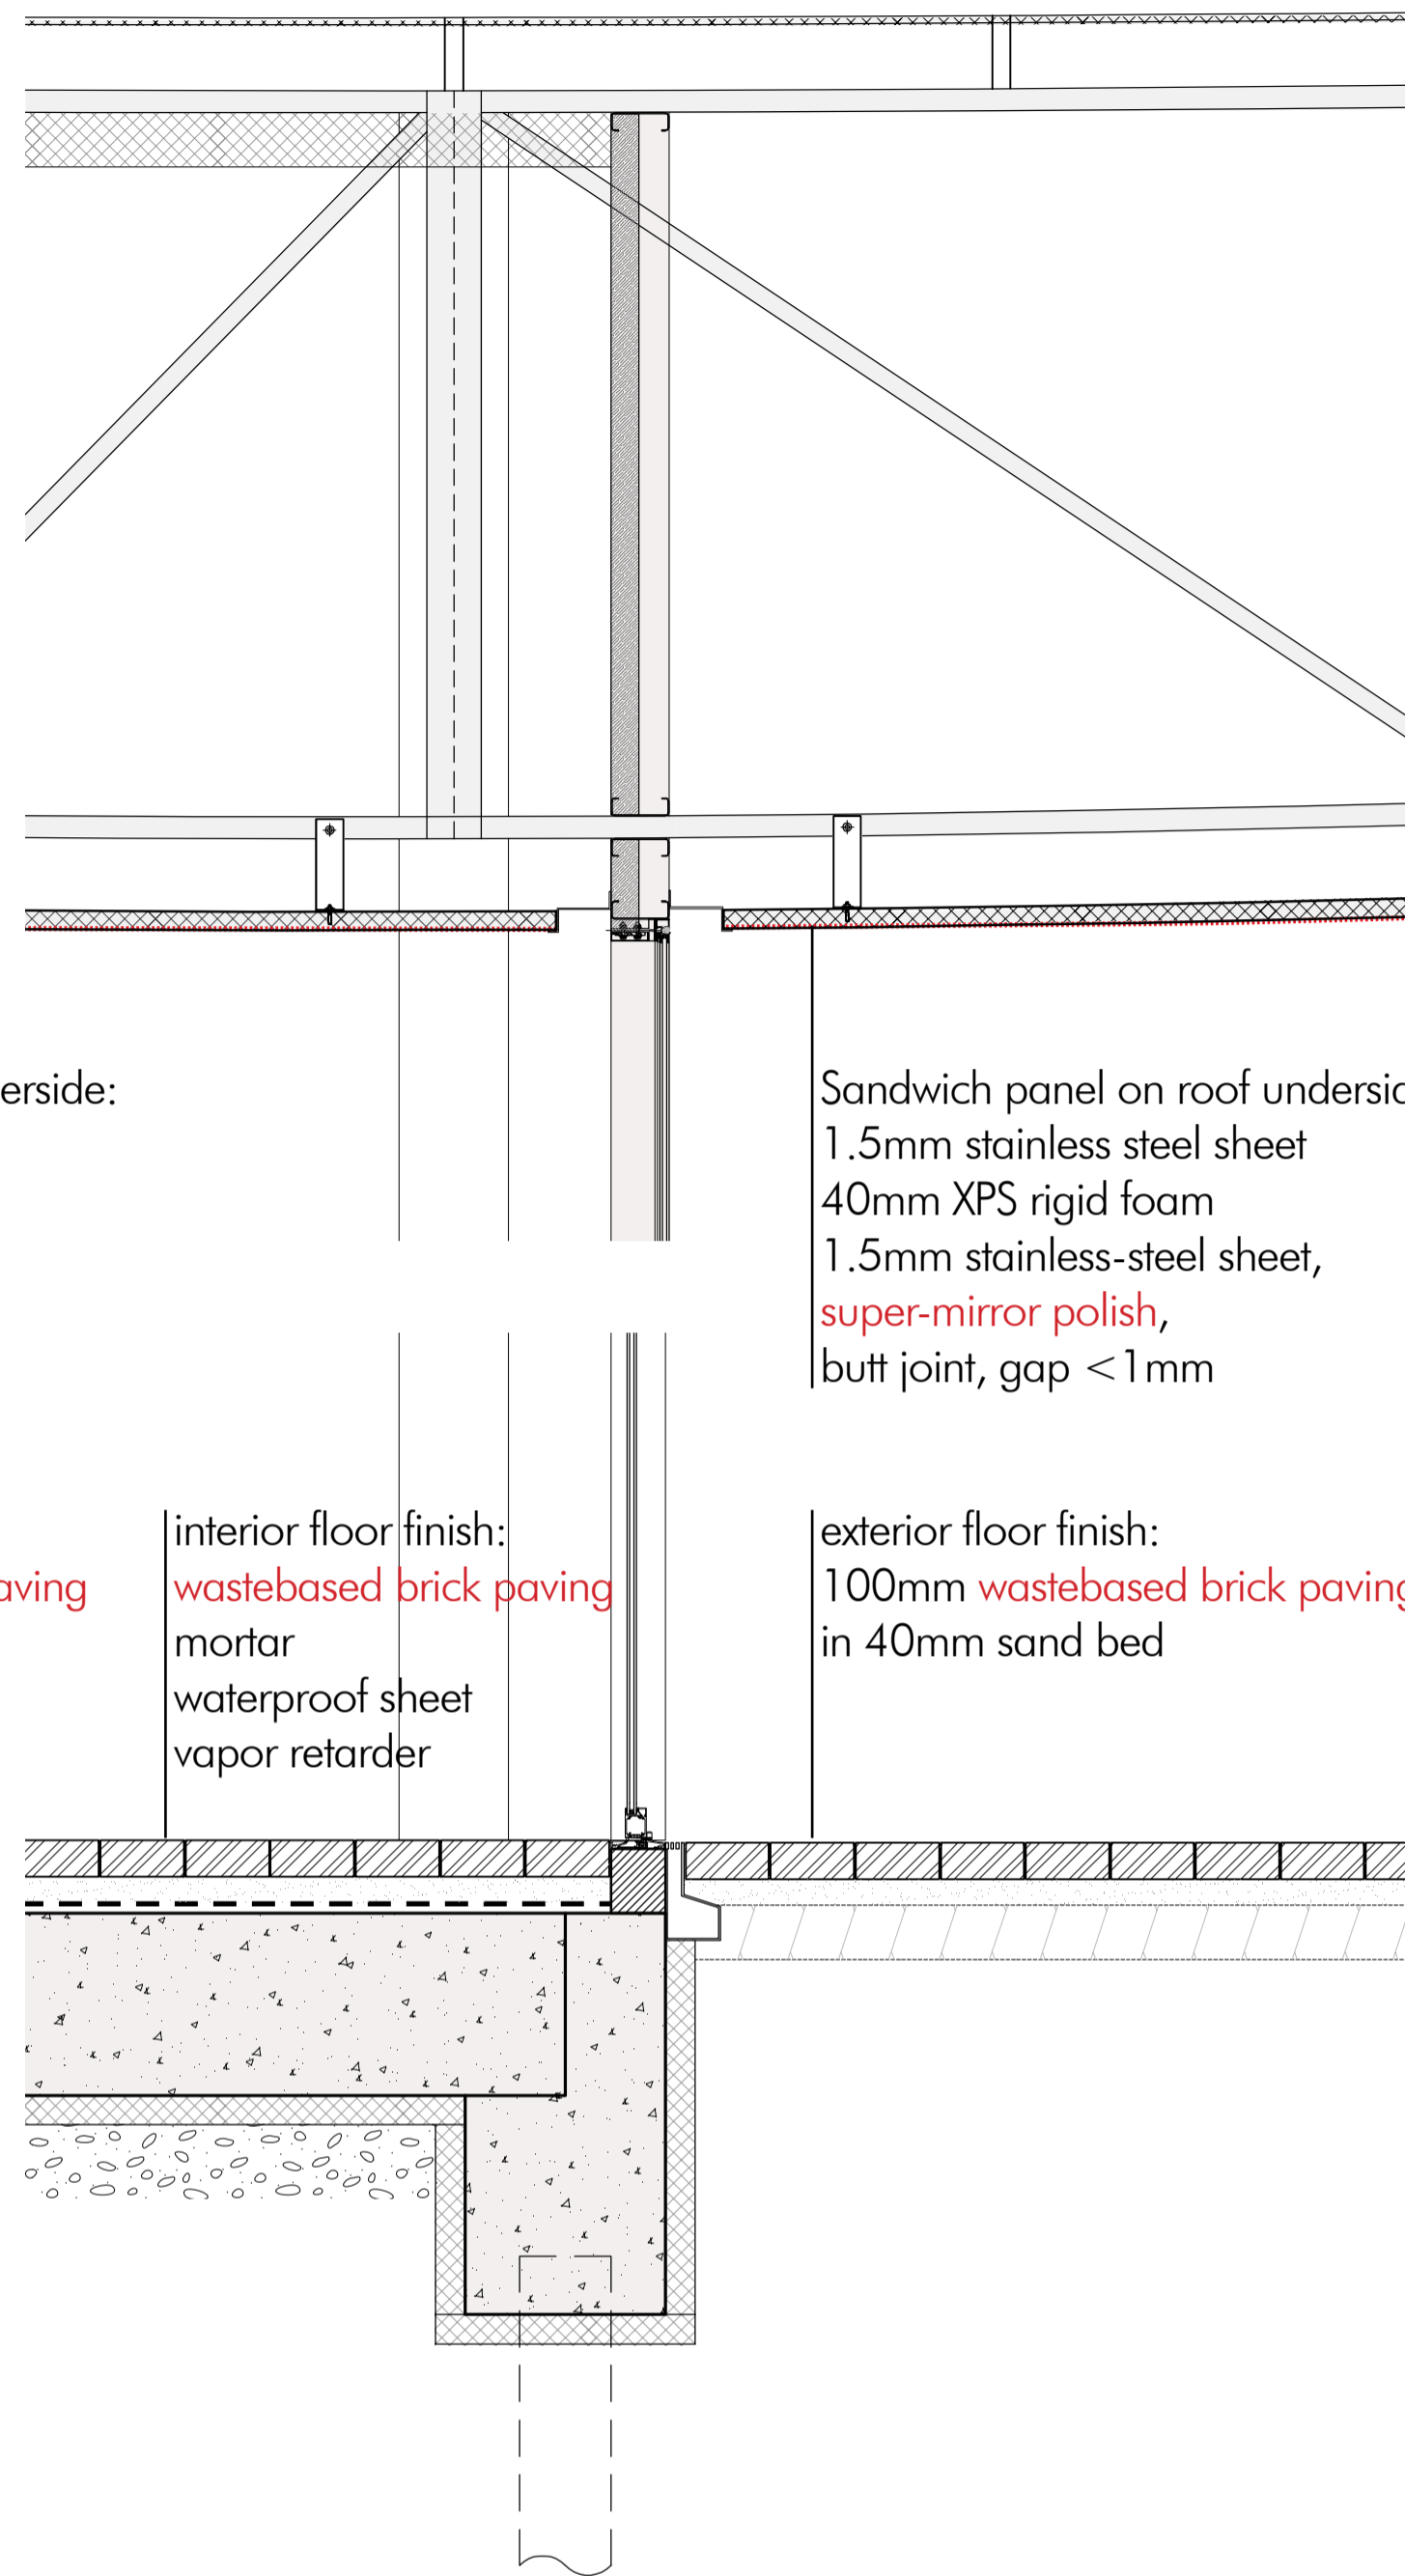 erside:
Sandwich panel on roof undersid
1.5mm stainless steel sheet
40mm XPS rigid foam
1.5mm stainless-steel sheet,
super-mirror polish,
butt joint, gap <1mm
aving
interior floor finish:
wastebased brick paving
mortar
waterproof sheet
vapor retarder
exterior floor finish:
100mm wastebased brick paving
in 40mm sand bed